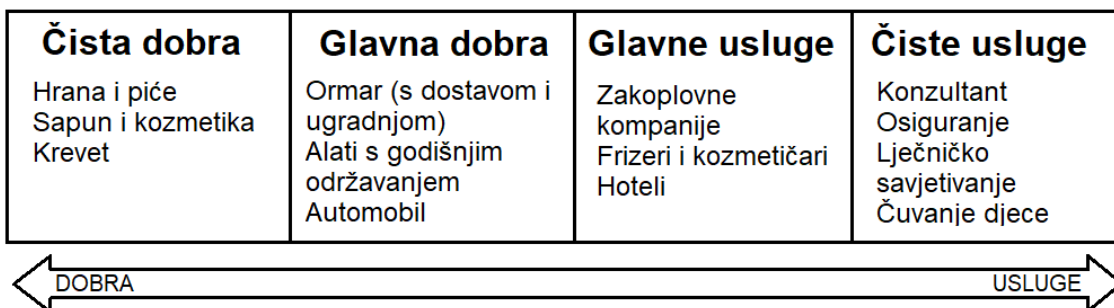 Čista dobra
Hrana i piće
Sapun i kozmetika
Krevet
Glavna dobra
Ormar (s dostavom i
ugradnjom)
Alati s godišnjim
održavanjem
Automobil
Glavne usluge
Zakoplovne
kompanije
Frizeri i kozmetičari
Hoteli
Čiste usluge
Konzultant
Osiguranje
Lječničko
savjetivanje
Čuvanje djece
DOBRA
USLUGE